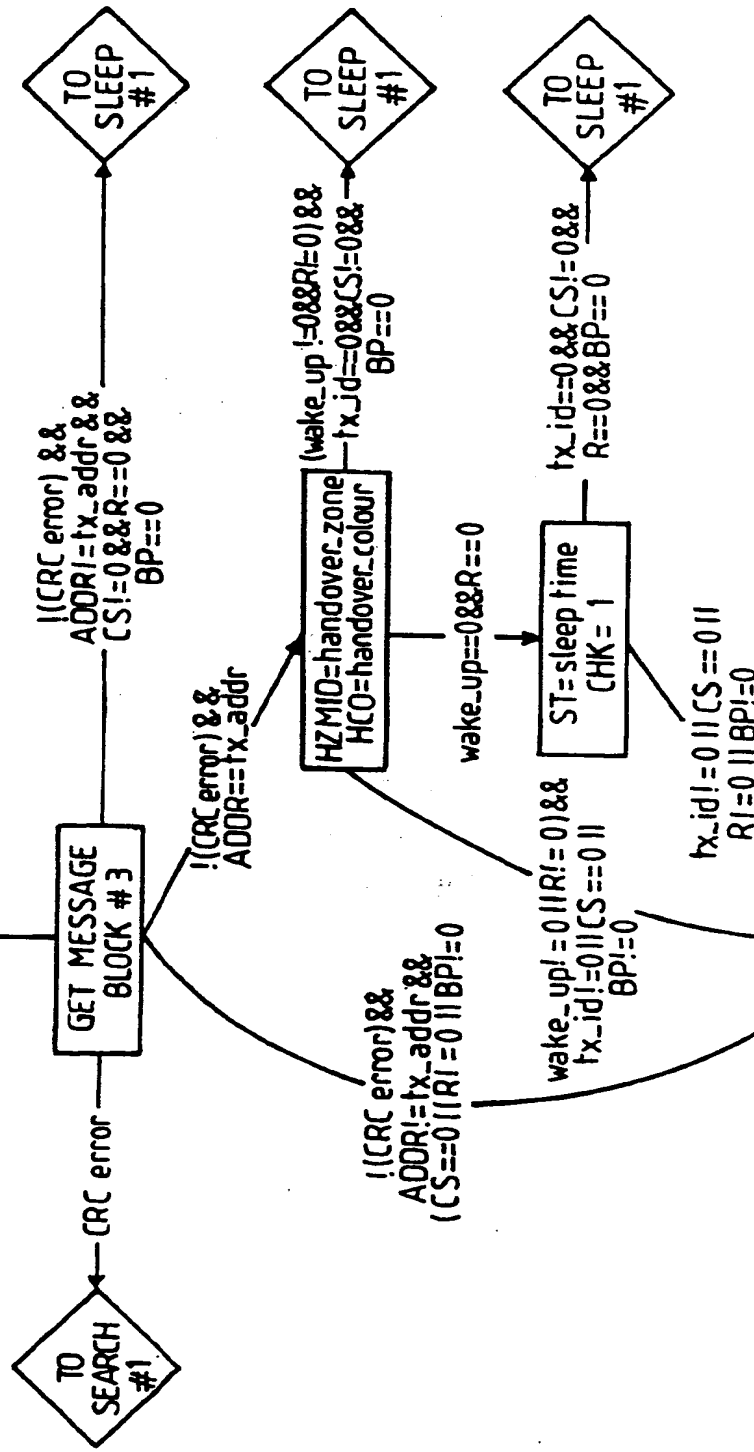 TO
SEARCH
#1
CRC error
GET MESSAGE
BLOCK #3
!(CRC error) &&
ADDR!=tx_addr &&
CS!=0&&R==0&&
BP==0
TO
SLEEP
#1
!(CRC error)&&
ADDR!=tx_addr&&
(CS==0||(R!=0||BP!=0
!(CRC error)&&
ADDR==tx_addr
HZMID=handover_zone
HCO=handover_colour
(wake_up!=0&&R!=0)&&
tx_id==0&&CS!=0&&
BP==0
TO
SLEEP
#1
wake_up!=0||R!=0)&&
tx_id!=0||CS==0||
BP!=0
wake_up==0&&R==0
ST=sleep time
CHK=1
tx_id==0&&CS!=0&&
R==0&&BP==0
TO
SLEEP
#1
tx_id!=0||CS==0||
R!=0||BP!=0